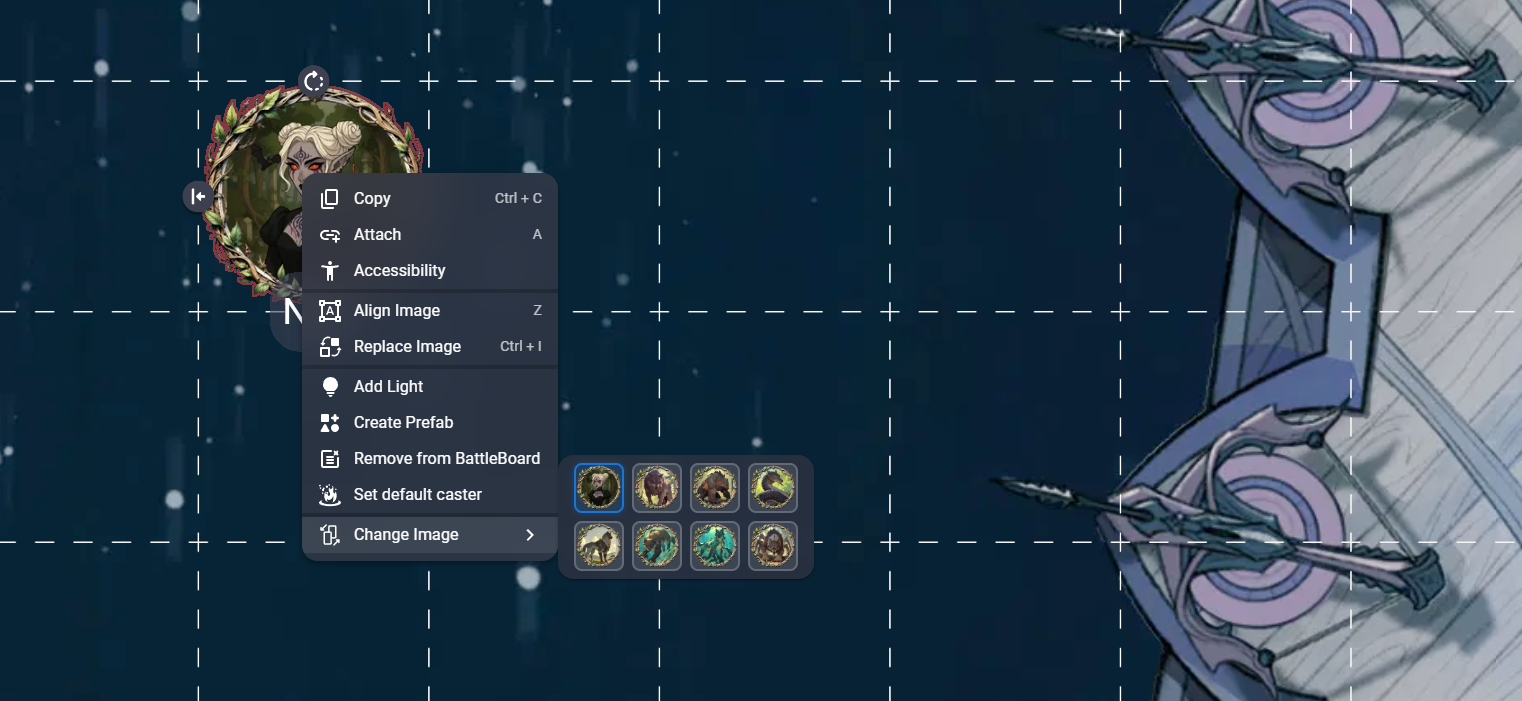 Copy Ctrl + C
Attach A
Accessibility
N
Align Image Z
Replace Image Ctrl + I
Add Light
Create Prefab
Remove from BattleBoard
Set default caster
Change Image